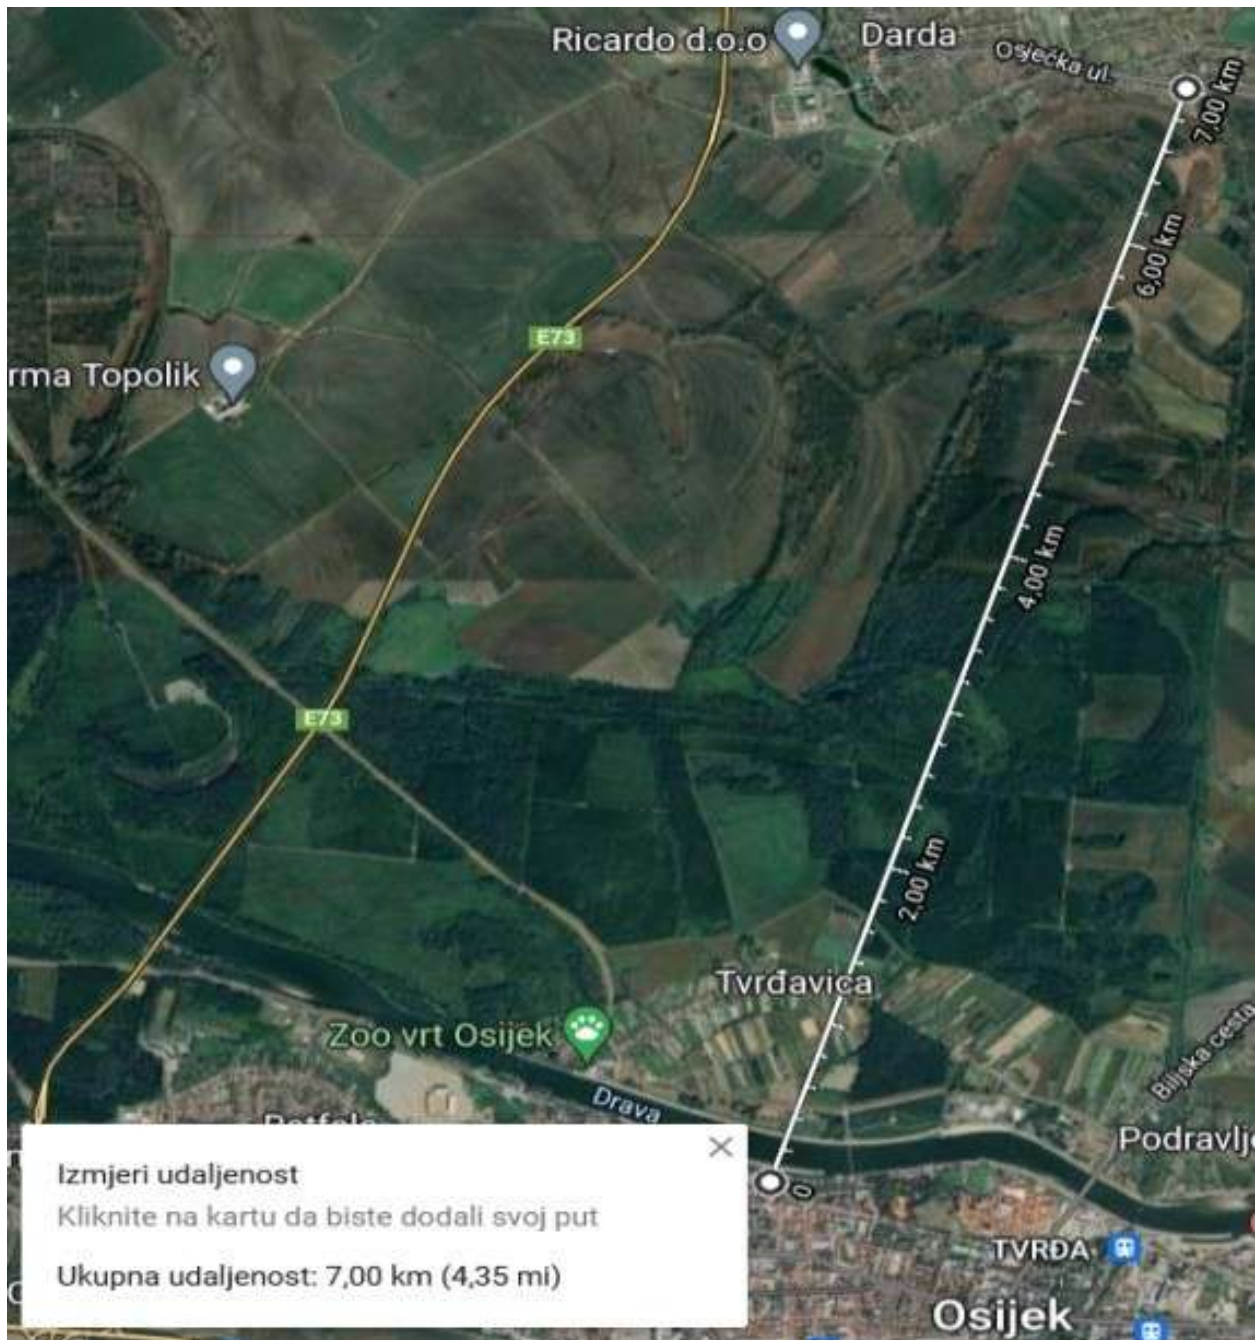 Ricardo d.o.o
Darda
Osječka ul.
7,00 km
6,00 km
E73
rma Topolik
4,00 km
E73
2,00 km
Tvrđavica
Zoo vrt Osijek
Biljska cesta
Drava
Podravlje
0
Izmjeri udaljenost
Kliknite na kartu da biste dodali svoj put
Ukupna udaljenost: 7,00 km (4,35 mi)
TVRĐA
Osijek